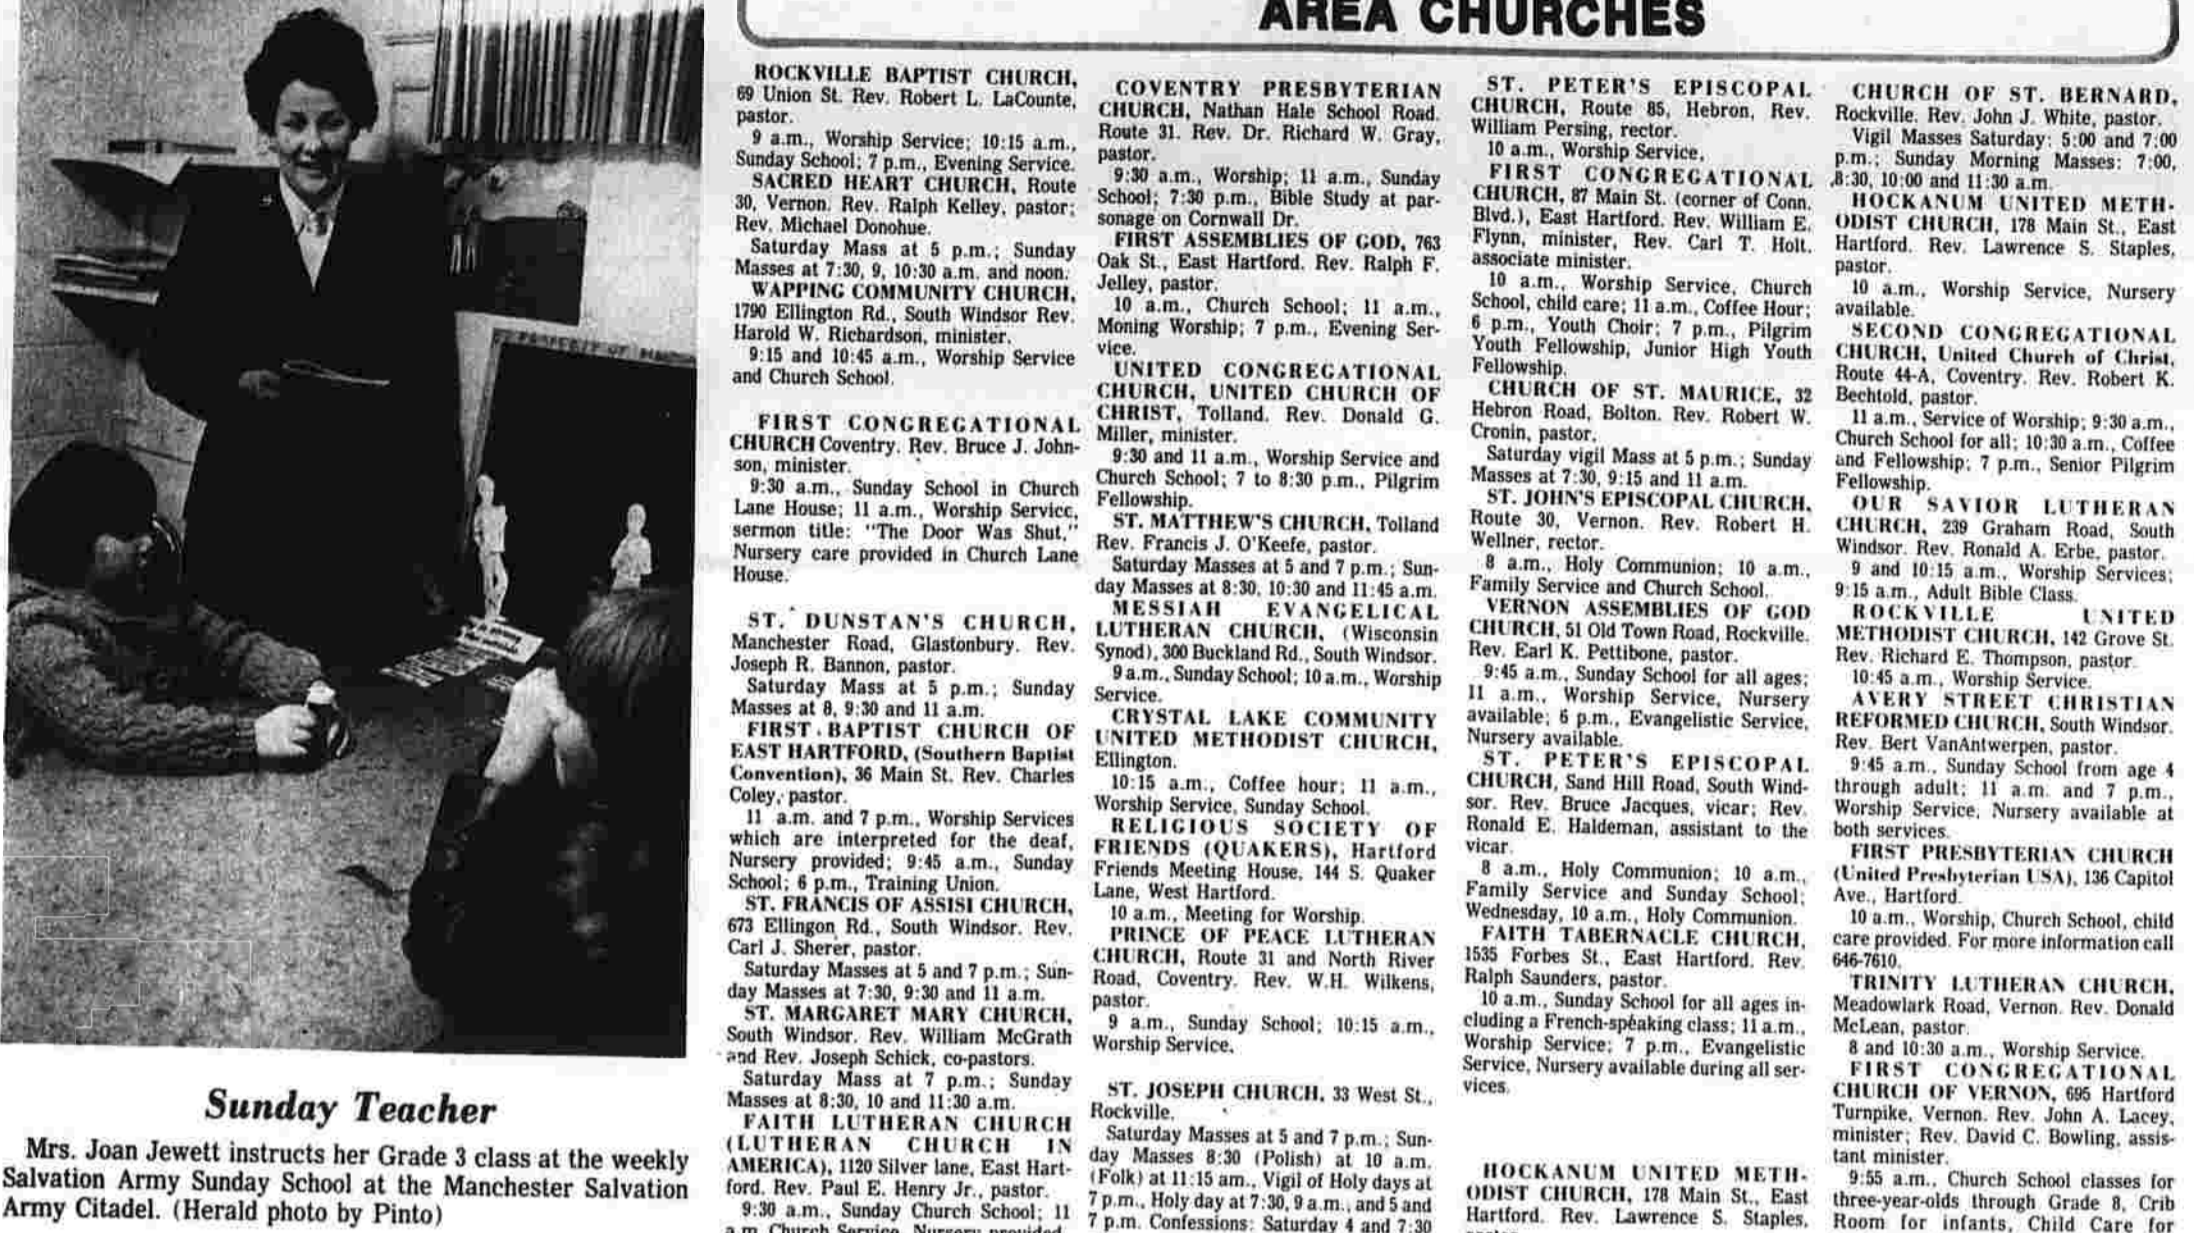 AREA CHURCHES
PROPERTY OF
Sunday Teacher
Mrs. Joan Jewett instructs her Grade 3 class at the weekly
Salvation Army Sunday School at the Manchester Salvation
Army Citadel. (Herald photo by Pinto)
ROCKVILLE BAPTIST CHURCH,
69 Union St. Rev. Robert L. LaCounte,
pastor.
9 a.m., Worship Service; 10:15 a.m.,
Sunday School; 7 p.m., Evening Service.
SACRED HEART CHURCH, Route
30, Vernon. Rev. Ralph Kelley, pastor;
Rev. Michael Donohue.
Saturday Mass at 5 p.m.; Sunday
Masses at 7:30, 9, 10:30 a.m. and noon.
WAPPING COMMUNITY CHURCH,
1790 Ellington Rd., South Windsor Rev.
Harold W. Richardson, minister.
9:15 and 10:45 a.m., Worship Service
and Church School.
FIRST CONGREGATIONAL
CHURCH Coventry. Rev. Bruce J. John-
son, minister.
9:30 a.m., Sunday School in Church
Lane House; 11 a.m., Worship Service,
sermon title: "The Door Was Shut."
Nursery care provided in Church Lane
House.
ST. DUNSTAN'S CHURCH,
Manchester Road, Glastonbury. Rev.
Joseph R. Bannon, pastor.
Saturday Mass at 5 p.m.; Sunday
Masses at 8, 9:30 and 11 a.m.
FIRST BAPTIST CHURCH OF
EAST HARTFORD, (Southern Baptist
Convention), 36 Main St. Rev. Charles
Coley, pastor.
11 a.m. and 7 p.m., Worship Services
which are interpreted for the deaf,
Nursery provided; 9:45 a.m., Sunday
School; 6 p.m., Training Union.
ST. FRANCIS OF ASSISI CHURCH,
673 Ellingon Rd., South Windsor. Rev.
Carl J. Sherer, pastor.
Saturday Masses at 5 and 7 p.m.; Sun-
day Masses at 7:30, 9:30 and 11 a.m.
ST. MARGARET MARY CHURCH,
South Windsor. Rev. William McGrath
and Rev. Joseph Schick, co-pastors.
Saturday Mass at 7 p.m.; Sunday
Masses at 8:30, 10 and 11:30 a.m.
FAITH LUTHERAN CHURCH
(LUTHERAN CHURCH IN
AMERICA), 1120 Silver lane, East Hart-
ford. Rev. Paul E. Henry Jr., pastor.
9:30 a.m., Sunday Church School; 11
a.m. Church Service, Nursery provided.
COVENTRY PRESBYTERIAN
CHURCH, Nathan Hale School Road.
Route 31. Rev. Dr. Richard W. Gray,
pastor.
9:30 a.m., Worship; 11 a.m., Sunday
School; 7:30 p.m., Bible Study at par-
sonage on Cornwall Dr.
FIRST ASSEMBLIES OF GOD, 763
Oak St., East Hartford. Rev. Ralph F.
Jelley, pastor.
10 a.m., Church School; 11 a.m.,
Moning Worship; 7 p.m., Evening Ser-
vice.
UNITED CONGREGATIONAL
CHURCH, UNITED CHURCH OF
CHRIST, Tolland. Rev. Donald G.
Miller, minister.
9:30 and 11 a.m., Worship Service and
Church School; 7 to 8:30 p.m., Pilgrim
Fellowship.
ST. MATTHEW'S CHURCH, Tolland
Rev. Francis J. O'Keefe, pastor.
Saturday Masses at 5 and 7 p.m.; Sun-
day Masses at 8:30, 10:30 and 11:45 a.m.
MESSIAH EVANGELICAL
LUTHERAN CHURCH, (Wisconsin
Synod), 300 Buckland Rd., South Windsor.
9 a.m., Sunday School; 10 a.m., Worship
Service.
CRYSTAL LAKE COMMUNITY
UNITED METHODIST CHURCH,
Ellington.
10:15 a.m., Coffee hour; 11 a.m.,
Worship Service, Sunday School.
RELIGIOUS SOCIETY OF
FRIENDS (QUAKERS), Hartford
Friends Meeting House, 144 S. Quaker
Lane, West Hartford.
10 a.m., Meeting for Worship.
PRINCE OF PEACE LUTHERAN
CHURCH, Route 31 and North River
Road, Coventry. Rev. W.H. Wilkens,
pastor.
9 a.m., Sunday School; 10:15 a.m.,
Worship Service.
ST. JOSEPH CHURCH, 33 West St.,
Rockville.
Saturday Masses at 5 and 7 p.m.; Sun-
day Masses 8:30 (Polish) at 10 a.m.
(Folk) at 11:15 am., Vigil of Holy days at
7 p.m., Holy day at 7:30, 9 a.m., and 5 and
7 p.m. Confessions: Saturday 4 and 7:30
ST. PETER'S EPISCOPAL
CHURCH, Route 85, Hebron, Rev.
William Persing, rector.
10 a.m., Worship Service.
FIRST CONGREGATIONAL
CHURCH, 87 Main St. (corner of Conn.
Blvd.), East Hartford. Rev. William E.
Flynn, minister, Rev. Carl T. Holt,
associate minister.
10 a.m., Worship Service, Church
School, child care; 11 a.m., Coffee Hour;
6 p.m., Youth Choir; 7 p.m., Pilgrim
Youth Fellowship, Junior High Youth
Fellowship.
CHURCH OF ST. MAURICE, 32
Hebron Road, Bolton. Rev. Robert W.
Cronin, pastor.
Saturday vigil Mass at 5 p.m.; Sunday
Masses at 7:30, 9:15 and 11 a.m.
ST. JOHN'S EPISCOPAL CHURCH,
Route 30, Vernon. Rev. Robert H.
Wellner, rector.
8 a.m., Holy Communion; 10 a.m.,
Family Service and Church School.
VERNON ASSEMBLIES OF GOD
CHURCH, 51 Old Town Road, Rockville.
Rev. Earl K. Pettibone, pastor.
9:45 a.m., Sunday School for all ages;
11 a.m., Worship Service, Nursery
available; 6 p.m., Evangelistic Service,
Nursery available.
ST. PETER'S EPISCOPAL
CHURCH, Sand Hill Road, South Wind-
sor. Rev. Bruce Jacques, vicar; Rev.
Ronald E. Haldeman, assistant to the
vicar.
8 a.m., Holy Communion; 10 a.m.,
Family Service and Sunday School;
Wednesday, 10 a.m., Holy Communion.
FAITH TABERNACLE CHURCH,
1535 Forbes St., East Hartford. Rev.
Ralph Saunders, pastor.
10 a.m., Sunday School for all ages in-
cluding a French-speaking class; 11 a.m.,
Worship Service; 7 p.m., Evangelistic
Service, Nursery available during all ser-
vices.
HOCKANUM UNITED METH-
ODIST CHURCH, 178 Main St., East
Hartford. Rev. Lawrence S. Staples,
CHURCH OF ST. BERNARD,
Rockville. Rev. John J. White, pastor.
Vigil Masses Saturday: 5:00 and 7:00
p.m.; Sunday Morning Masses: 7:00,
8:30, 10:00 and 11:30 a.m.
HOCKANUM UNITED METH-
ODIST CHURCH, 178 Main St., East
Hartford. Rev. Lawrence S. Staples,
pastor.
10 a.m., Worship Service, Nursery
available.
SECOND CONGREGATIONAL
CHURCH, United Church of Christ,
Route 44-A, Coventry. Rev. Robert K.
Bechtold, pastor.
11 a.m., Service of Worship; 9:30 a.m.,
Church School for all; 10:30 a.m., Coffee
and Fellowship; 7 p.m., Senior Pilgrim
Fellowship.
OUR SAVIOR LUTHERAN
CHURCH, 239 Graham Road, South
Windsor. Rev. Ronald A. Erbe, pastor.
9 and 10:15 a.m., Worship Services;
9:15 a.m., Adult Bible Class.
ROCKVILLE UNITED
METHODIST CHURCH, 142 Grove St.
Rev. Richard E. Thompson, pastor.
10:45 a.m., Worship Service.
AVERY STREET CHRISTIAN
REFORMED CHURCH, South Windsor.
Rev. Bert VanAntwerpen, pastor.
9:45 a.m., Sunday School from age 4
through adult; 11 a.m. and 7 p.m.,
Worship Service, Nursery available at
both services.
FIRST PRESBYTERIAN CHURCH
(United Presbyterian USA), 136 Capitol
Ave., Hartford.
10 a.m., Worship, Church School, child
care provided. For more information call
646-7610.
TRINITY LUTHERAN CHURCH,
Meadowlark Road, Vernon. Rev. Donald
McLean, pastor.
8 and 10:30 a.m., Worship Service.
FIRST CONGREGATIONAL
CHURCH OF VERNON, 695 Hartford
Turnpike, Vernon. Rev. John A. Lacey,
minister; Rev. David C. Bowling, assis-
tant minister.
9:55 a.m., Church School classes for
three-year-olds through Grade 8, Crib
Room for infants, Child Care for